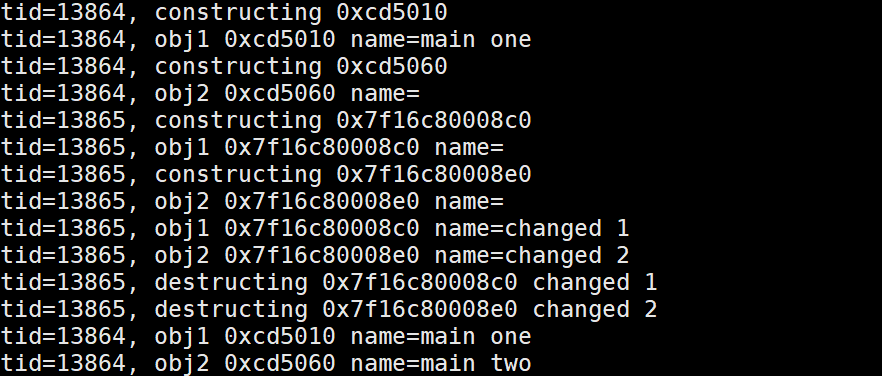 tid=13864, constructing 0xcd5010
tid=13864, obj1 0xcd5010 name=main one
tid=13864, constructing 0xcd5060
tid=13864, obj2 0xcd5060 name=
tid=13865, constructing 0x7f16c80008c0
tid=13865, obj1 0x7f16c80008c0 name=
tid=13865, constructing 0x7f16c80008e0
tid=13865, obj2 0x7f16c80008e0 name=
tid=13865, obj1 0x7f16c80008c0 name=changed 1
tid=13865, obj2 0x7f16c80008e0 name=changed 2
tid=13865, destructing 0x7f16c80008c0 changed 1
tid=13865, destructing 0x7f16c80008e0 changed 2
tid=13864, obj1 0xcd5010 name=main one
tid=13864, obj2 0xcd5060 name=main two